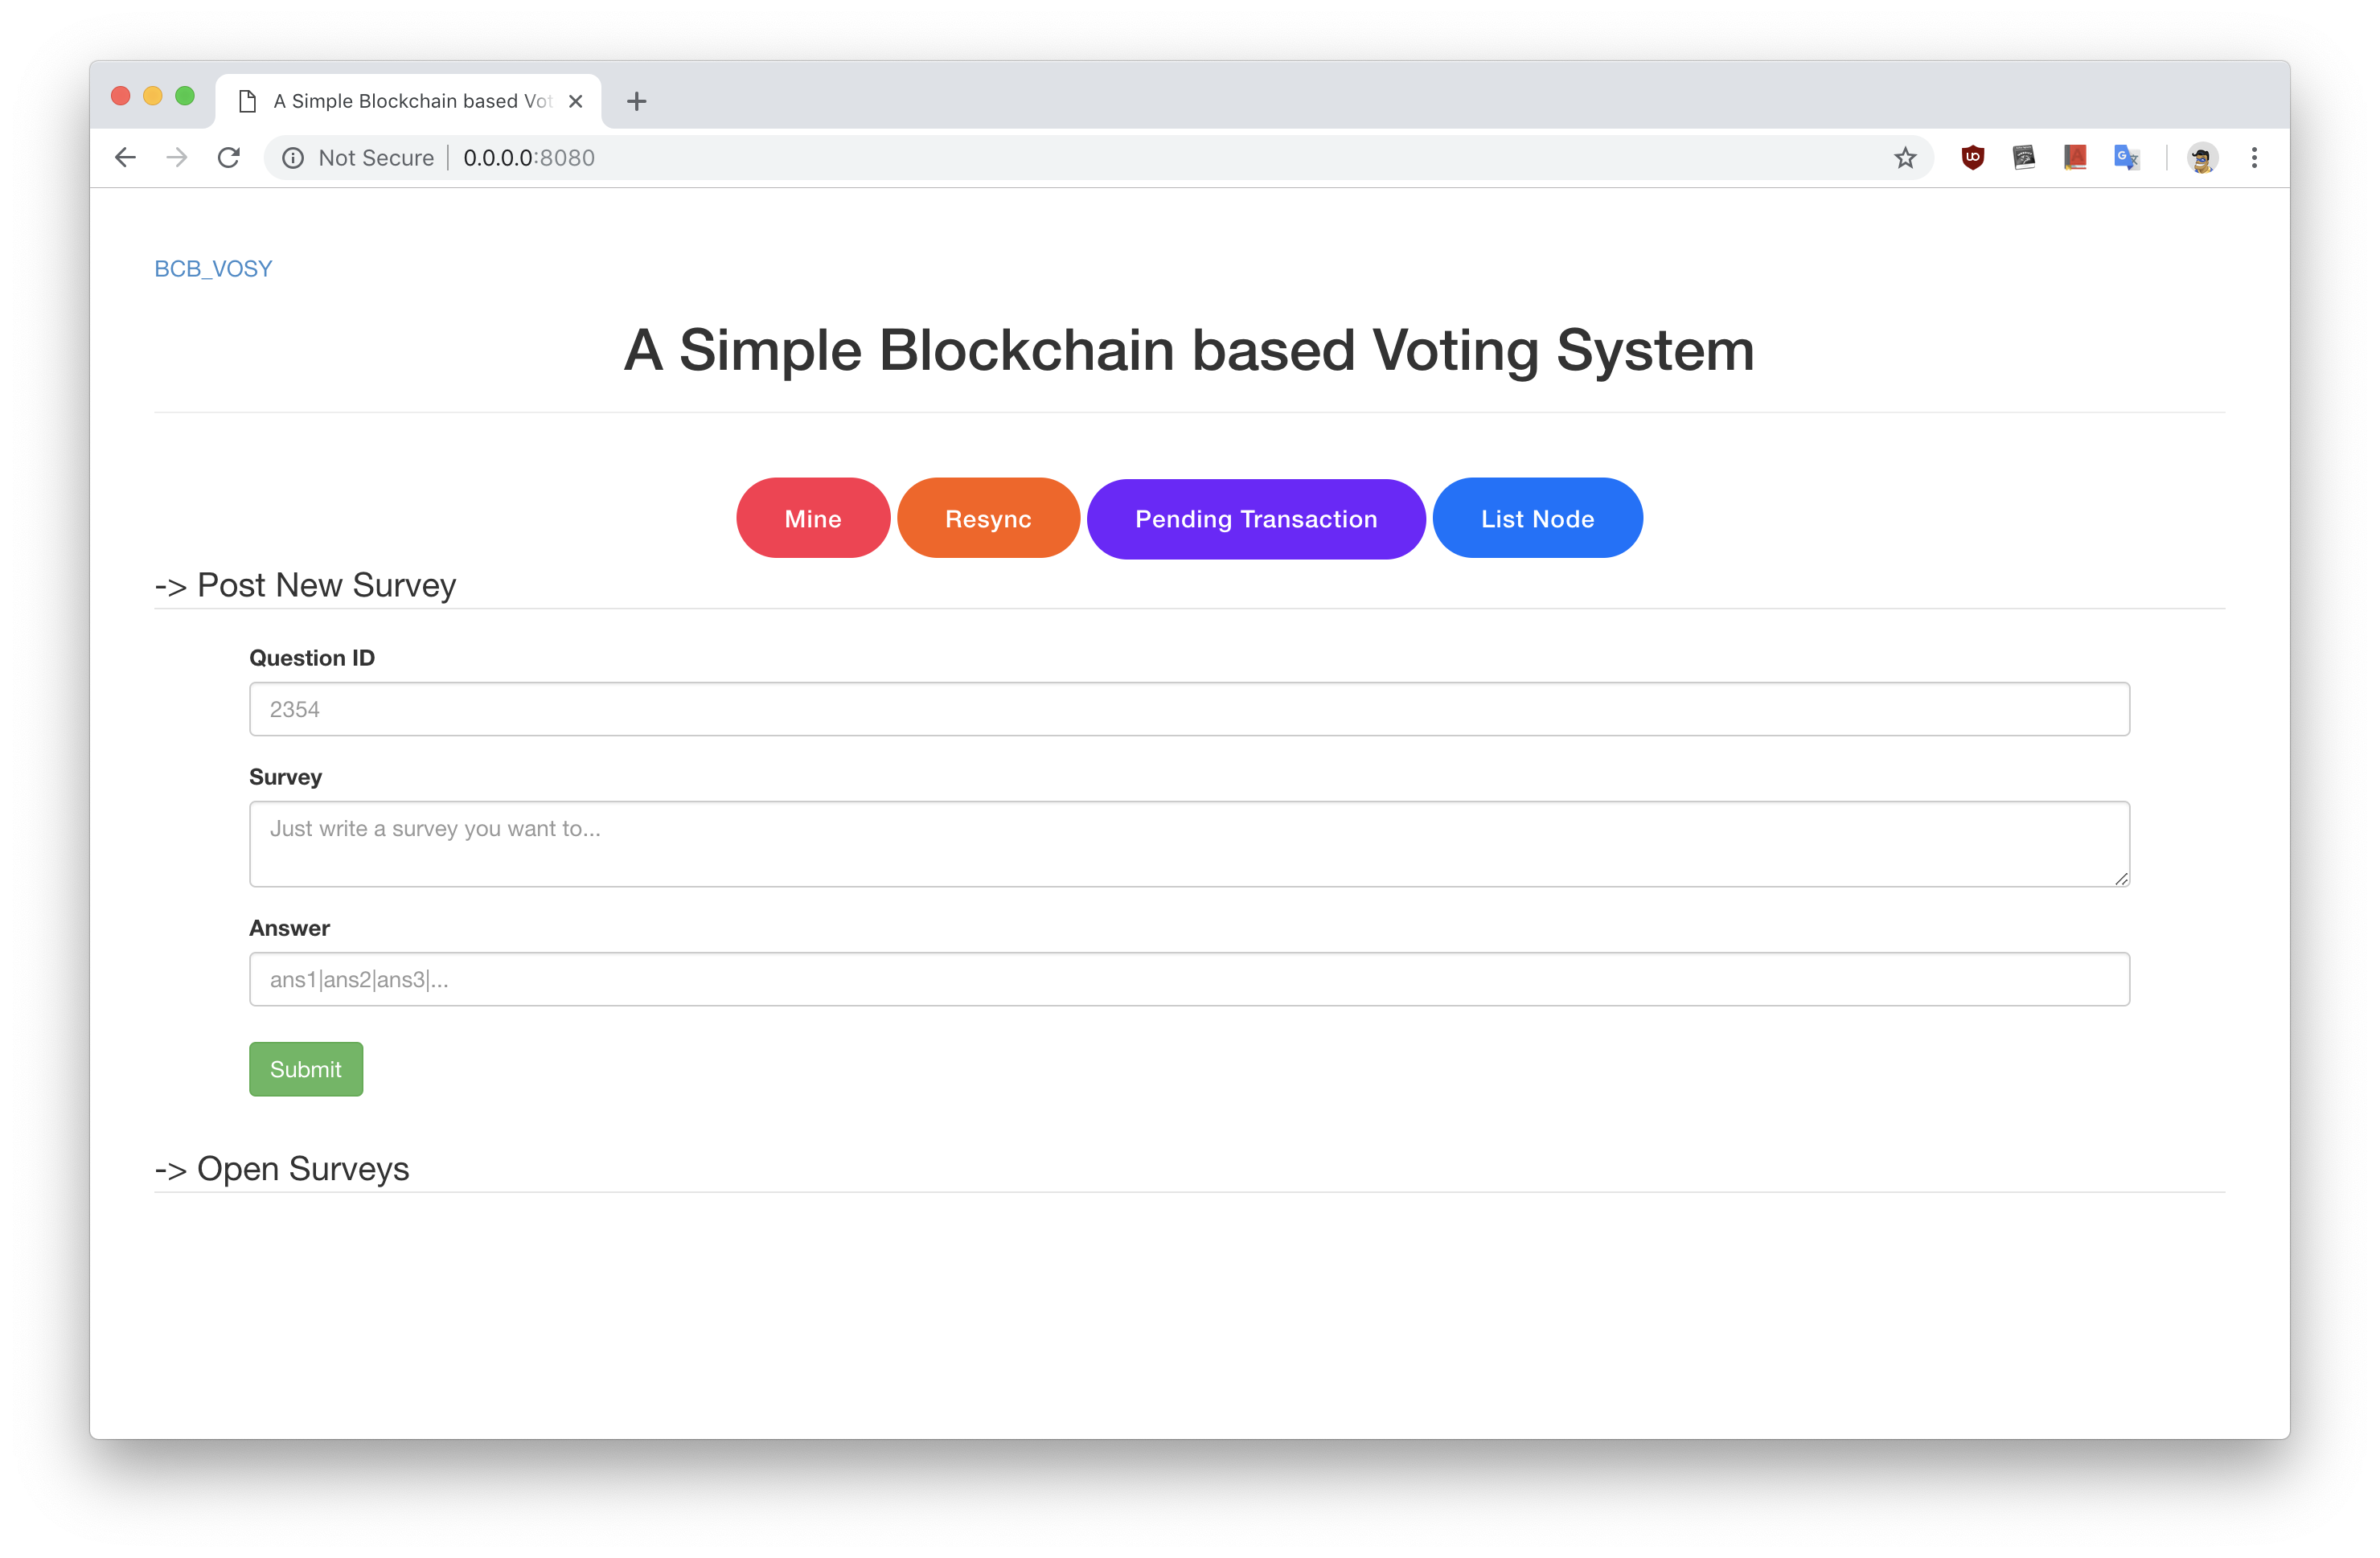 A Simple Blockchain based Vot
Not Secure 0.0.0.0:8080
BCB_VOSY
A Simple Blockchain based Voting System
Mine Resync Pending Transaction List Node
-> Post New Survey
Question ID
2354
Survey
Just write a survey you want to...
Answer
ans1|ans2|ans3|...
Submit
-> Open Surveys